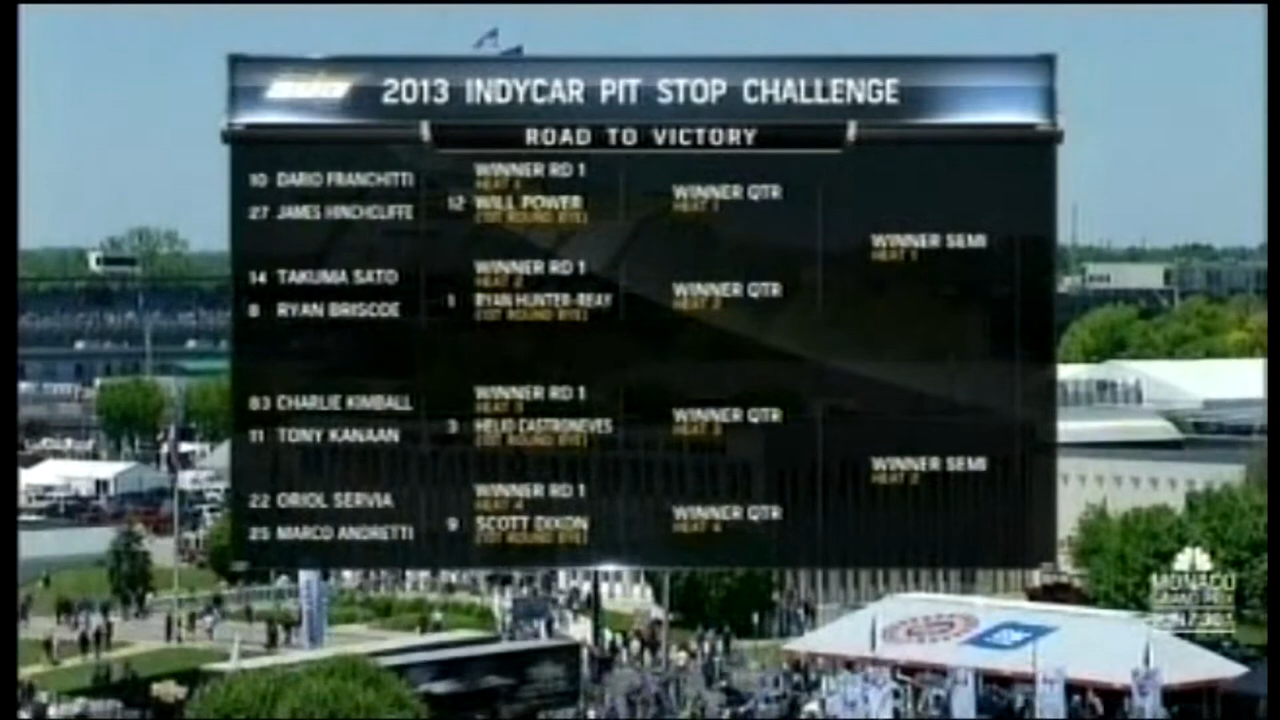 2013 INDYCAR PIT STOP CHALLENGE
ROAD TO VICTORY
10 DARIO FRANCHITTI
27 JAMES HINCHCLIFFE
WINNER RD 1
HEAT 1
12 WILL POWER
(1ST ROUND BYE)
WINNER QTR
HEAT 1
14 TAKUMA SATO
8 RYAN BRISCOE
WINNER RD 1
HEAT 2
1 RYAN HUNTER-REAY
(1ST ROUND BYE)
WINNER QTR
HEAT 2
WINNER SEMI
HEAT 1
83 CHARLIE KIMBALL
11 TONY KANAAN
WINNER RD 1
HEAT 3
3 HELIO CASTRONEVES
(1ST ROUND BYE)
WINNER QTR
HEAT 3
22 ORIOL SERVIA
25 MARCO ANDRETTI
WINNER RD 1
HEAT 4
9 SCOTT DIXON
(1ST ROUND BYE)
WINNER QTR
HEAT 4
WINNER SEMI
HEAT 2
MONACO
GRAND PRIX